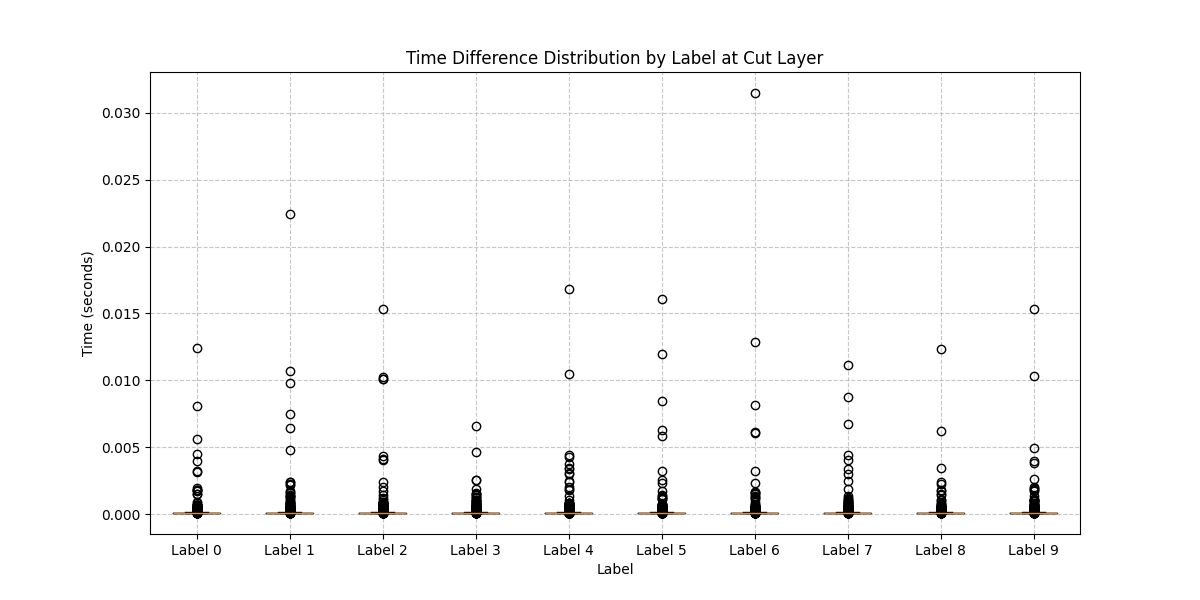 Time Difference Distribution by Label at Cut Layer
Time (seconds)
0.030
0.025
0.020
0.015
0.010
0.005
0.000
Label 0 Label 1 Label 2 Label 3 Label 4 Label 5 Label 6 Label 7 Label 8 Label 9
Label